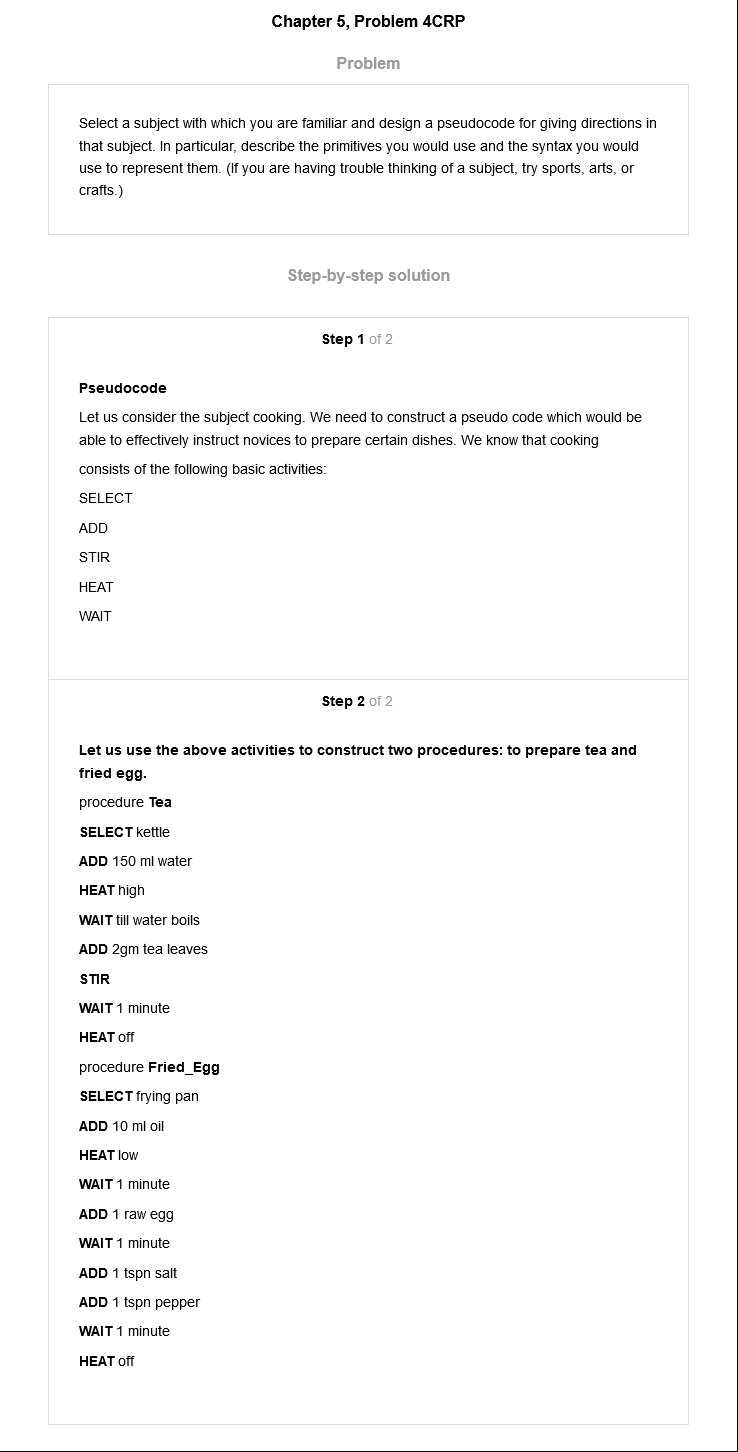 Chapter 5, Problem 4CRP
Problem
Select a subject with which you are familiar and design a pseudocode for giving directions in
that subject. In particular, describe the primitives you would use and the syntax you would
use to represent them. (If you are having trouble thinking of a subject, try sports, arts, or
crafts.)
Step-by-step solution
Step 1 of 2
Pseudocode
Let us consider the subject cooking. We need to construct a pseudo code which would be
able to effectively instruct novices to prepare certain dishes. We know that cooking
consists of the following basic activities:
SELECT
ADD
STIR
HEAT
WAIT
Step 2 of 2
Let us use the above activities to construct two procedures: to prepare tea and
fried egg.
procedure Tea
SELECT kettle
ADD 150 ml water
HEAT high
WAIT till water boils
ADD 2gm tea leaves
STIR
WAIT 1 minute
HEAT off
procedure Fried_Egg
SELECT frying pan
ADD 10 ml oil
HEAT low
WAIT 1 minute
ADD 1 raw egg
WAIT 1 minute
ADD 1 tspn salt
ADD 1 tspn pepper
WAIT 1 minute
HEAT off